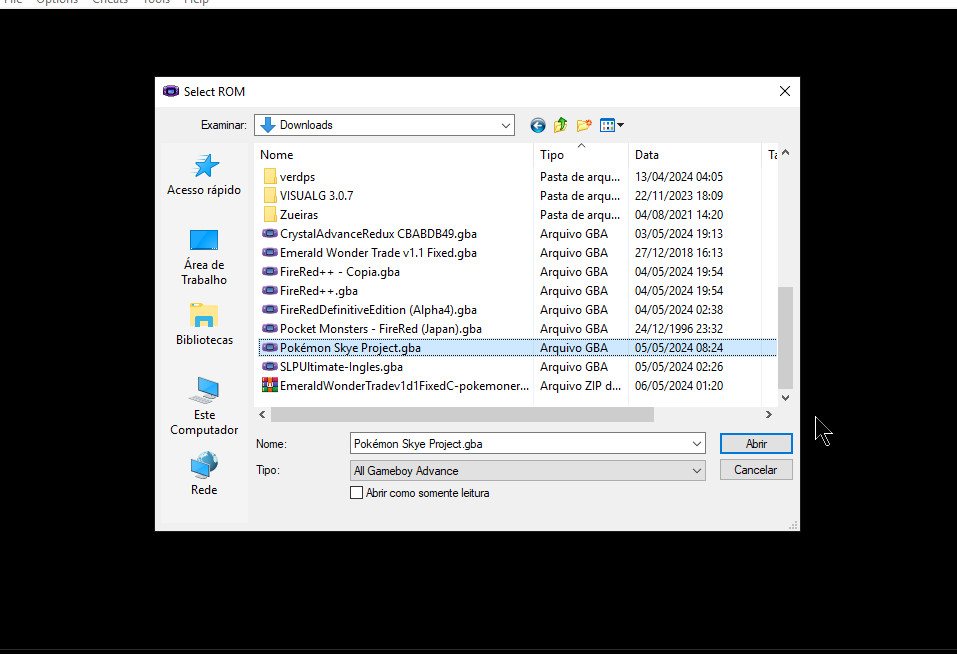 File Options Cheats Tools Help
Select ROM
Examinar: Downloads
Nome Tipo Data
verdps Pasta de arqu... 13/04/2024 04:05
VISUALG 3.0.7 Pasta de arqu... 22/11/2023 18:09
Zueiras Pasta de arqu... 04/08/2021 14:20
CrystalAdvanceRedux CBABDB49.gba Arquivo GBA 03/05/2024 19:13
Emerald Wonder Trade v1.1 Fixed.gba Arquivo GBA 27/12/2018 16:13
FireRed++ - Copia.gba Arquivo GBA 04/05/2024 19:54
FireRed++.gba Arquivo GBA 04/05/2024 19:54
FireRedDefinitiveEdition (Alpha4).gba Arquivo GBA 04/05/2024 02:38
Pocket Monsters - FireRed (Japan).gba Arquivo GBA 24/12/1996 23:32
Pokémon Skye Project.gba Arquivo GBA 05/05/2024 08:24
SLPUltimate-Ingles.gba Arquivo GBA 05/05/2024 02:26
EmeraldWonderTradev1d1FixedC-pokemoner... Arquivo ZIP d... 06/05/2024 01:20
Acesso rápido
Área de
Trabalho
Bibliotecas
Este
Computador
Rede
Nome: Pokémon Skye Project.gba Abrir
Tipo: All Gameboy Advance Cancelar
Abrir como somente leitura